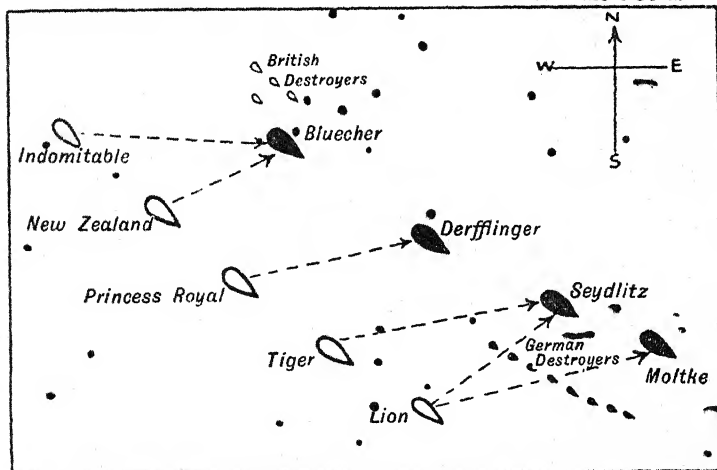 N
W E
S
British
Destroyers
Bluecher
Indomitable
New Zealand
Derfflinger
Princess Royal
Seydlitz
Tiger
German
Destroyers
Moltke
Lion